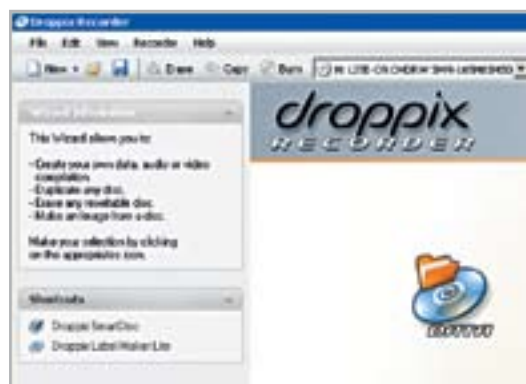 Droppix Recorder
File Edit View Recorder Help
New Erase Copy Burn
droppix
RECORDER
This Wizard allows you to:
- Create your own data, audio or video
compilation.
- Duplicate any disc.
- Erase any rewritable disc.
- Make an image from a disc.
Make your selection by clicking
on the appropriate icon.
Shortcuts
Droppix SmartDisc
Droppix Label Maker Lite
DATA